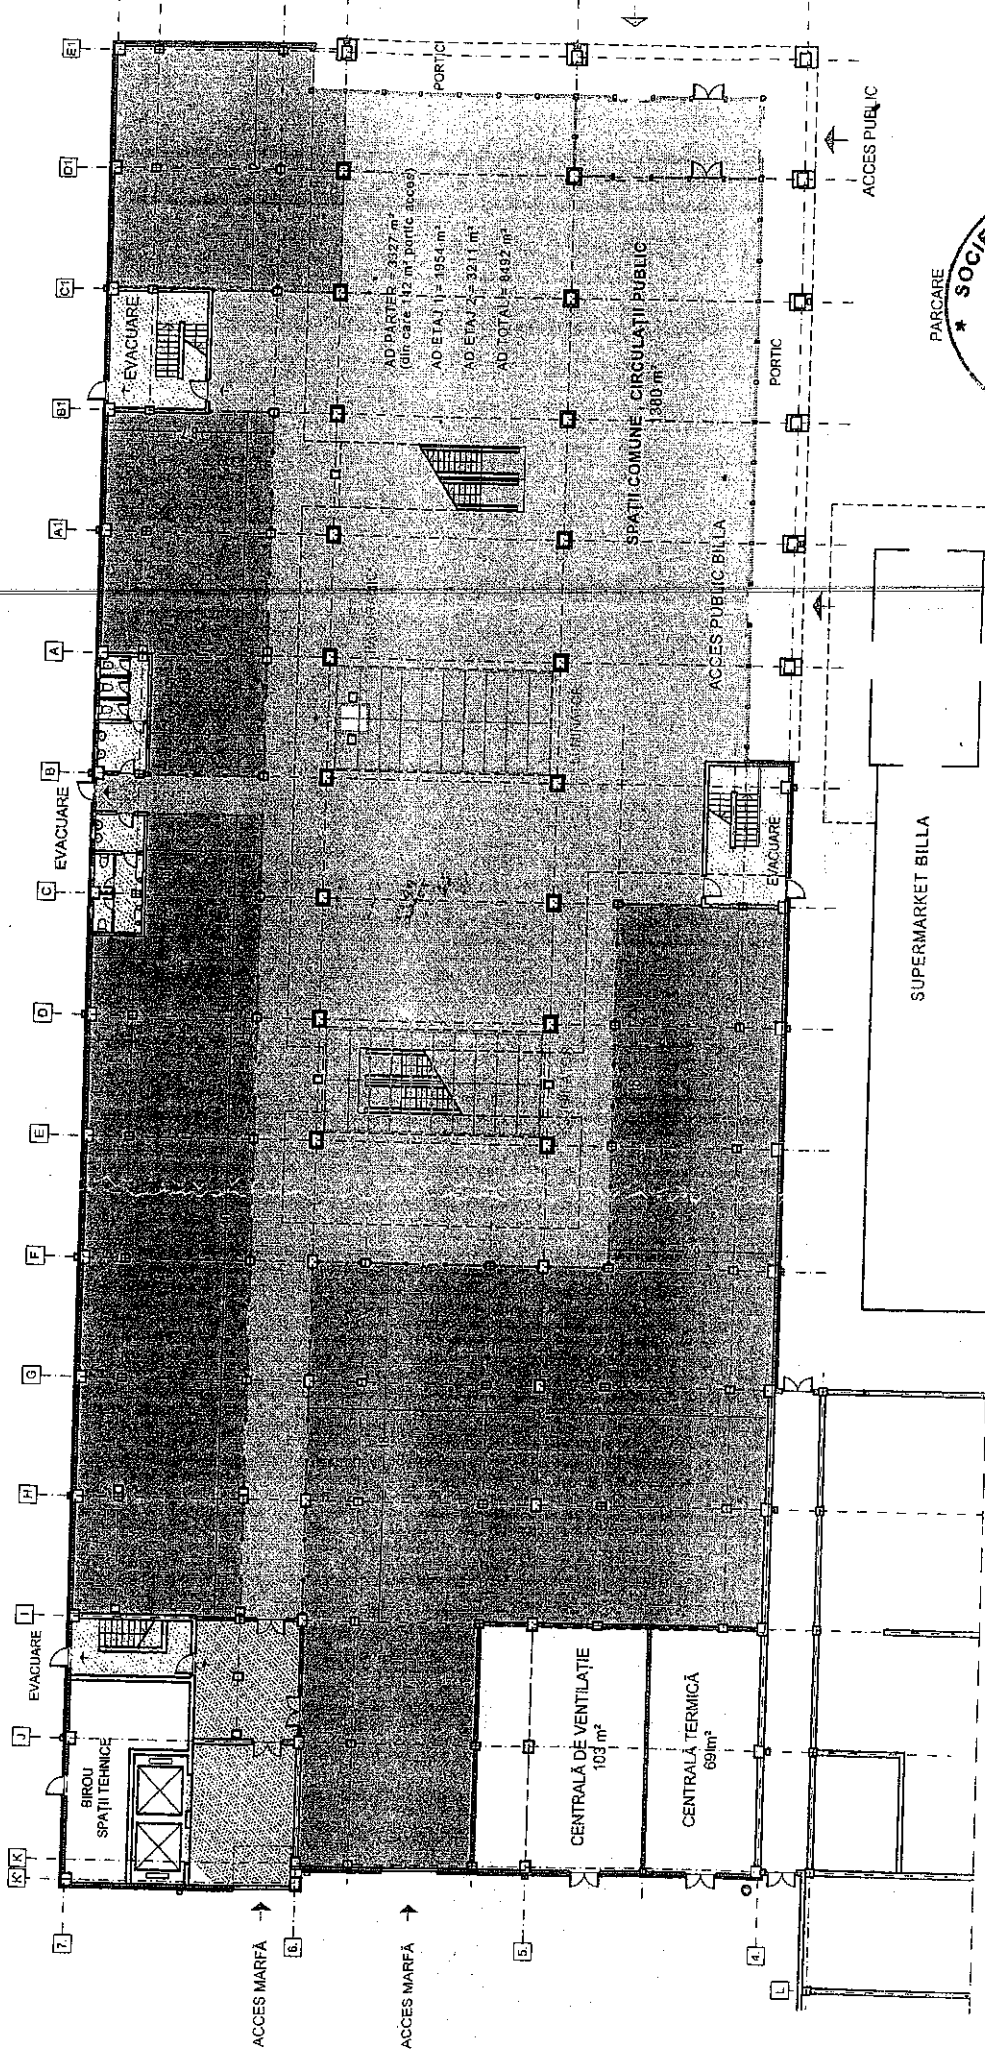 E1
D1
C1
B1
A1
A
B
C
D
E
F
G
H
I
J
K
K'
7.
6.
5.
4.
L
EVACUARE
EVACUARE
EVACUARE
EVACUARE
PORTIC
AD PARTER = 3327 m²
(din care 142 m² portic acces)
AD ETAJ 1 = 1954 m²
AD ETAJ 2 = 3211 m²
AD TOTAL = 8492 m²
SPAȚII COMUNE, CIRCULAȚII PUBLIC
1380 m²
PORTIC
ACCES PUBLIC
ACCES PUBLIC BILLA
LUMINATOR
PARCARE
* SOCIE
SUPERMARKET BILLA
BIROU
SPAȚII TEHNICE
CENTRALĂ DE VENTILAȚIE
103 m²
CENTRALĂ TERMICĂ
69 m²
ACCES MARFĂ
ACCES MARFĂ